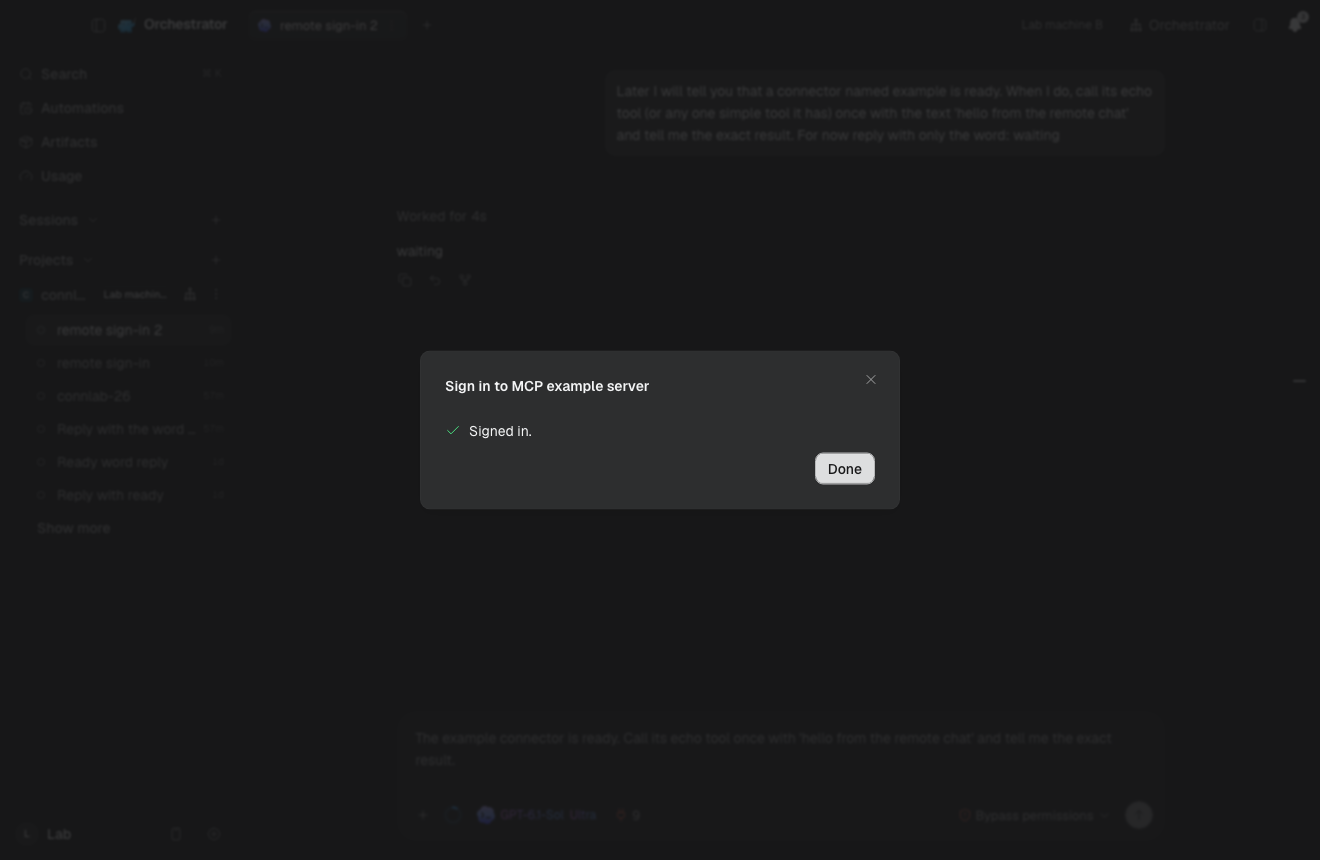 Orchestrator
remote sign-in 2
Lab machine 8
Orchestrator
Search
Automations
Artifacts
Usage
Sessions
Projects
connl... Lab machin...
remote sign-in 2
remote sign-in
connlab-26
Reply with the word ...
Ready word reply
Reply with ready
Show more
Later I will tell you that a connector named example is ready. When I do, call its echo
tool (or any one simple tool it has) once with the text 'hello from the remote chat'
and tell me the exact result. For now reply with only the word: waiting
Worked for 4s
waiting
Sign in to MCP example server
Signed in.
Done
The example connector is ready. Call its echo tool once with 'hello from the remote chat' and tell me the exact
result.
Bypass permissions
L Lab